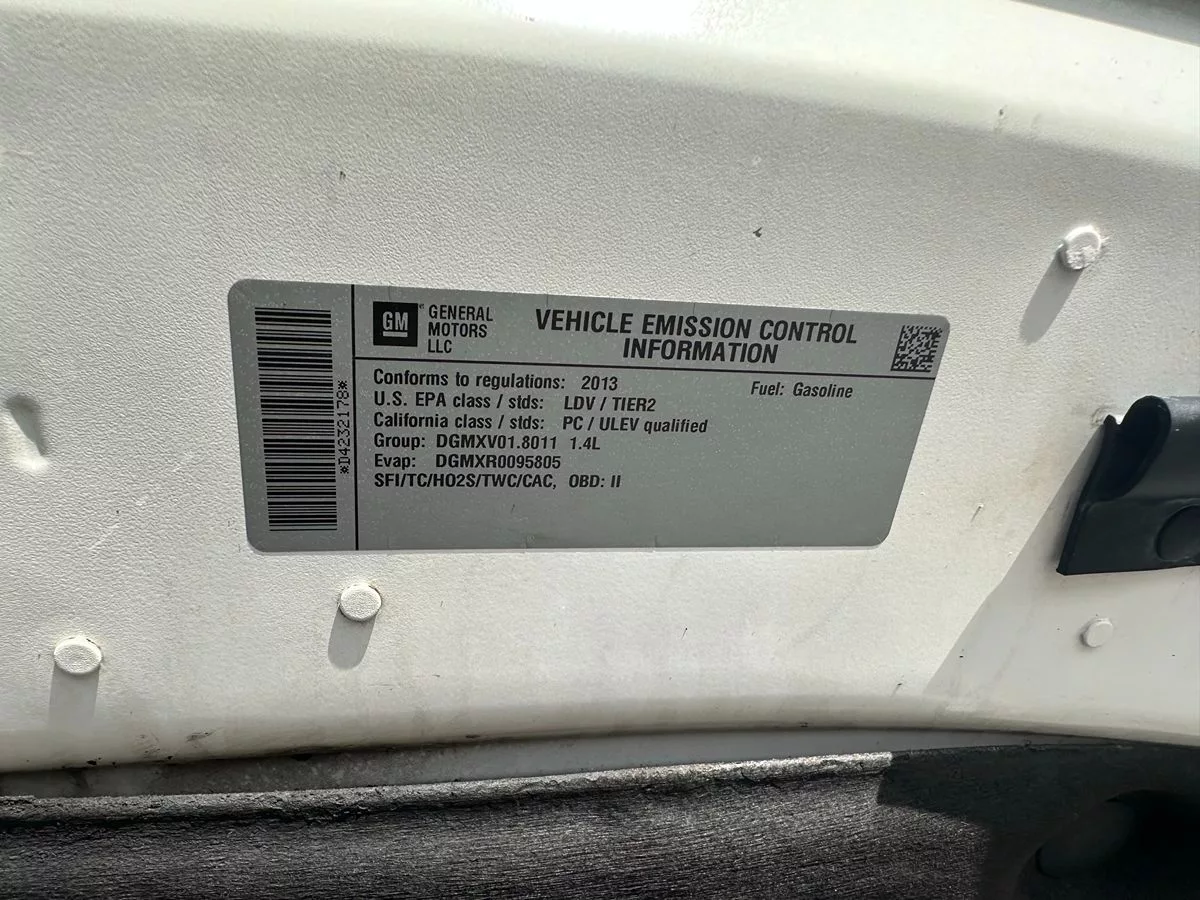 GM
GENERAL
MOTORS
LLC
VEHICLE EMISSION CONTROL
INFORMATION
Conforms to regulations: 2013
Fuel: Gasoline
U.S. EPA class / stds: LDV / TIER2
California class / stds: PC / ULEV qualified
Group: DGMXV01.8011 1.4L
Evap: DGMXR0095805
SFI/TC/HO2S/TWC/CAC, OBD: II
*D4232178*